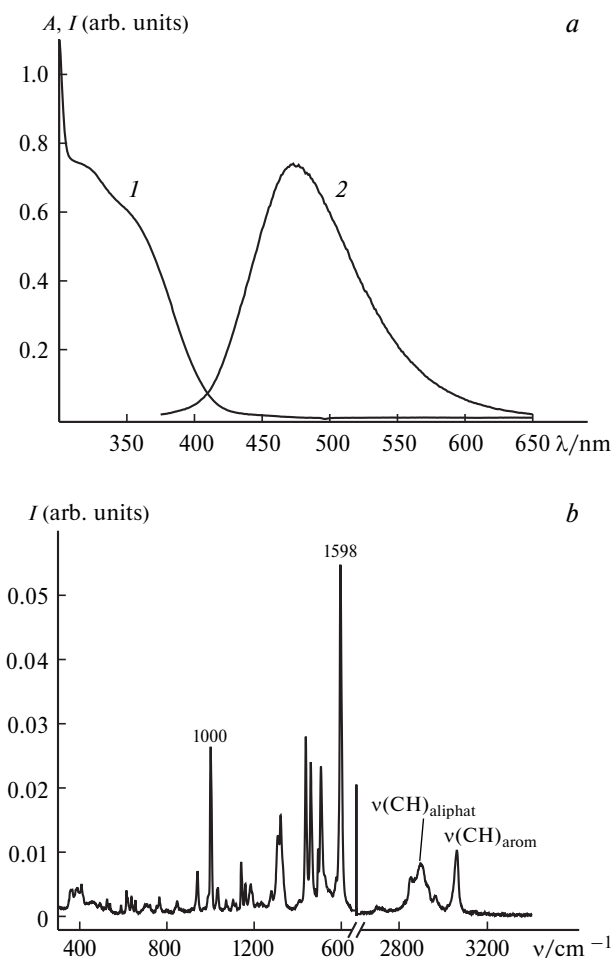 A, I (arb. units) a
1.0
0.8
0.6
0.4
0.2
1
2
350 400 450 500 550 600 650 λ/nm
I (arb. units) b
0.05
0.04
0.03
0.02
0.01
0
1598
1000
ν(CH)aliphat
ν(CH)arom
400 800 1200 600 2800 3200 ν/cm −1